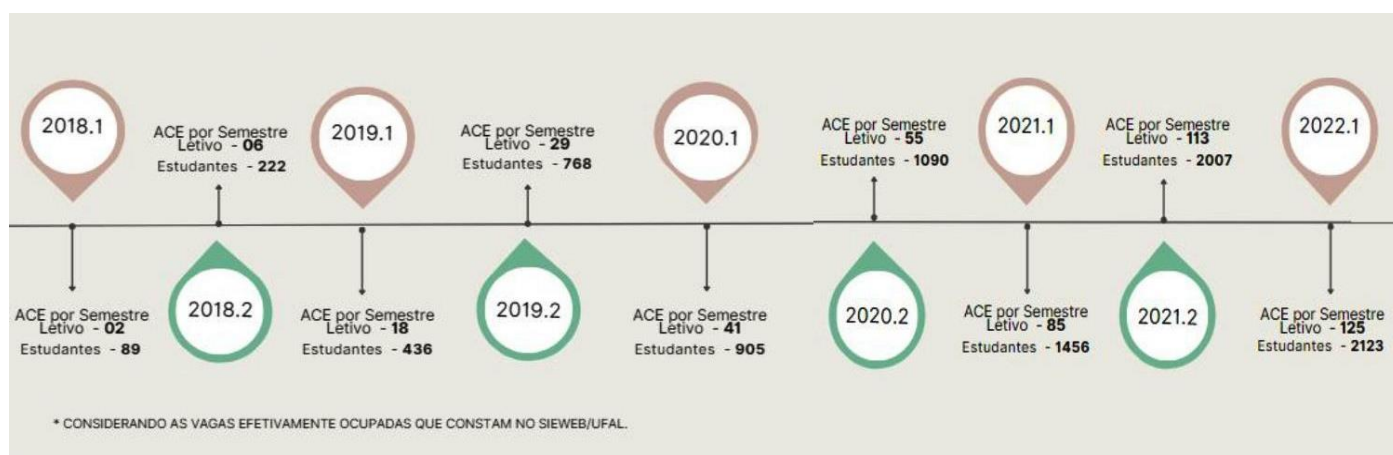 2018.1
ACE por Semestre
Letivo - 02
Estudantes - 89
2018.2
ACE por Semestre
Letivo - 06
Estudantes - 222
2019.1
ACE por Semestre
Letivo - 18
Estudantes - 436
2019.2
ACE por Semestre
Letivo - 29
Estudantes - 768
2020.1
ACE por Semestre
Letivo - 41
Estudantes - 905
2020.2
ACE por Semestre
Letivo - 55
Estudantes - 1090
2021.1
ACE por Semestre
Letivo - 85
Estudantes - 1456
2021.2
ACE por Semestre
Letivo - 113
Estudantes - 2007
2022.1
ACE por Semestre
Letivo - 125
Estudantes - 2123
* CONSIDERANDO AS VAGAS EFETIVAMENTE OCUPADAS QUE CONSTAM NO SIEWEB/UFAL.